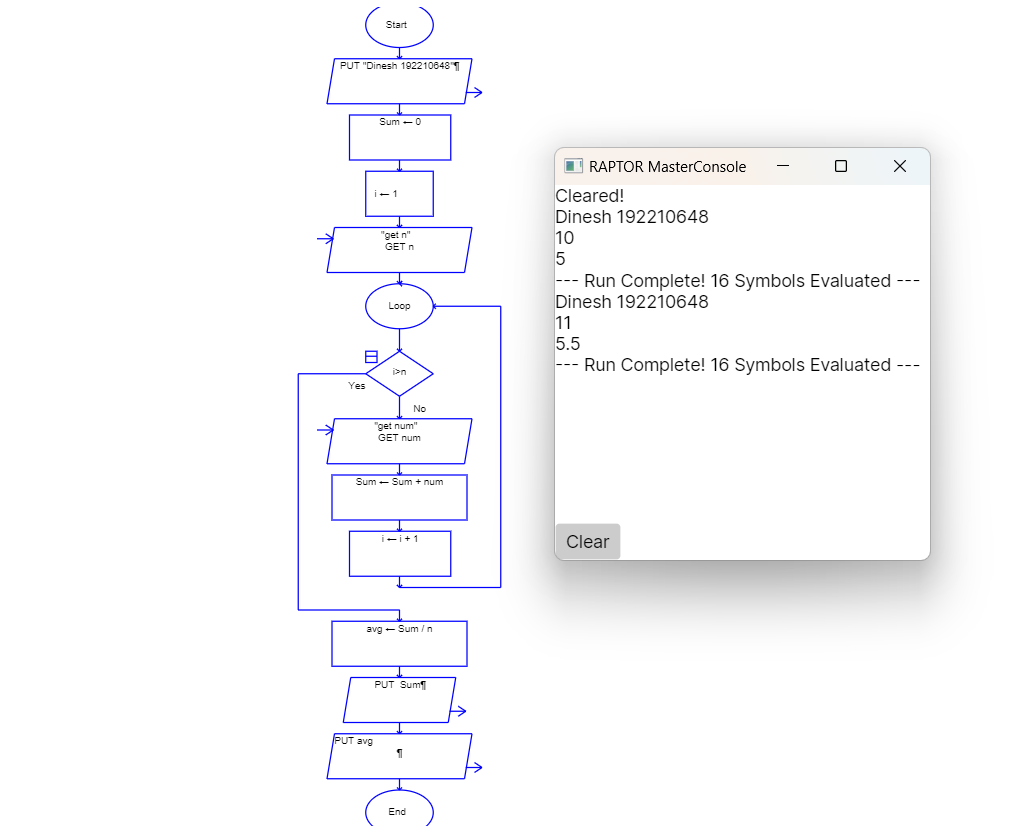 Start
PUT "Dinesh 192210648"¶
Sum ← 0
i ← 1
"get n"
GET n
Loop
i>n
Yes
No
"get num"
GET num
Sum ← Sum + num
i ← i + 1
avg ← Sum / n
PUT Sum¶
PUT avg
¶
End
RAPTOR MasterConsole
Cleared!
Dinesh 192210648
10
5
--- Run Complete! 16 Symbols Evaluated ---
Dinesh 192210648
11
5.5
--- Run Complete! 16 Symbols Evaluated ---
Clear